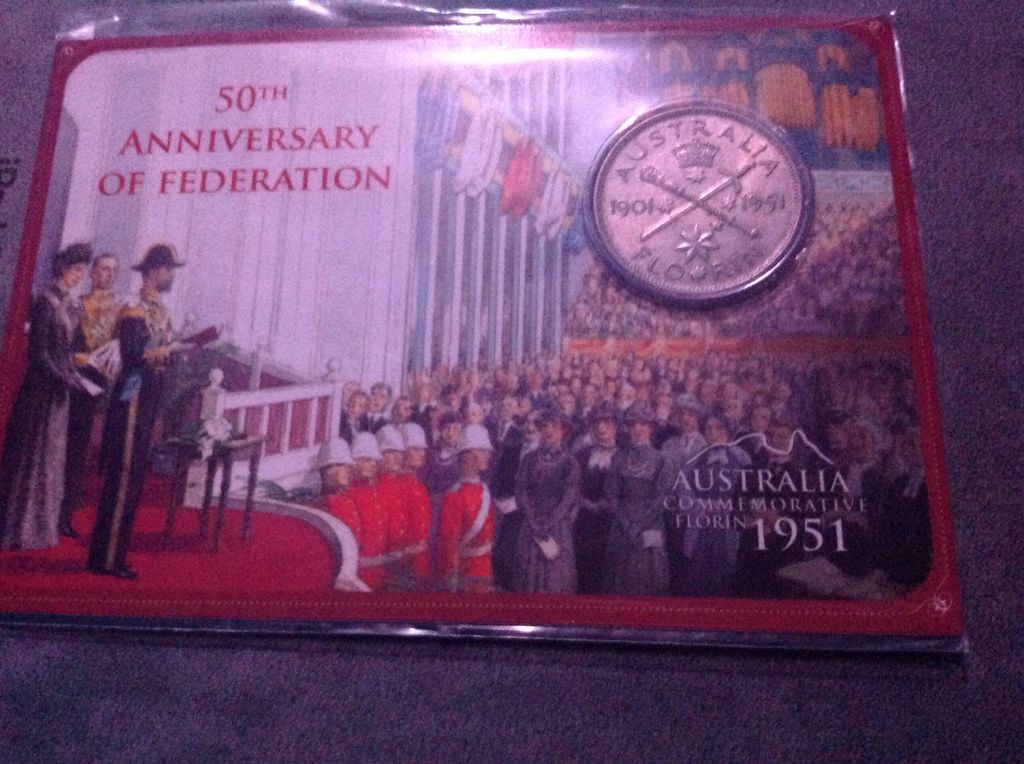 50TH
ANNIVERSARY
OF FEDERATION
AUSTRALIA
1901 1951
FLORIN
AUSTRALIA
COMMEMORATIVE
FLORIN 1951